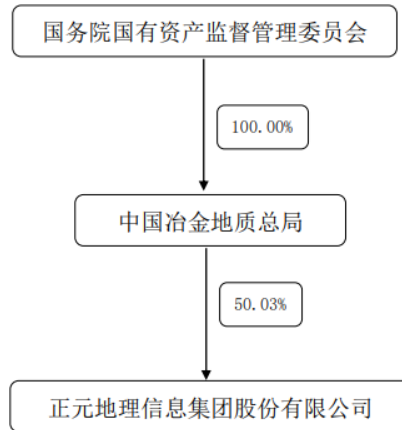 国务院国有资产监督管理委员会
100.00%
中国冶金地质总局
50.03%
正元地理信息集团股份有限公司